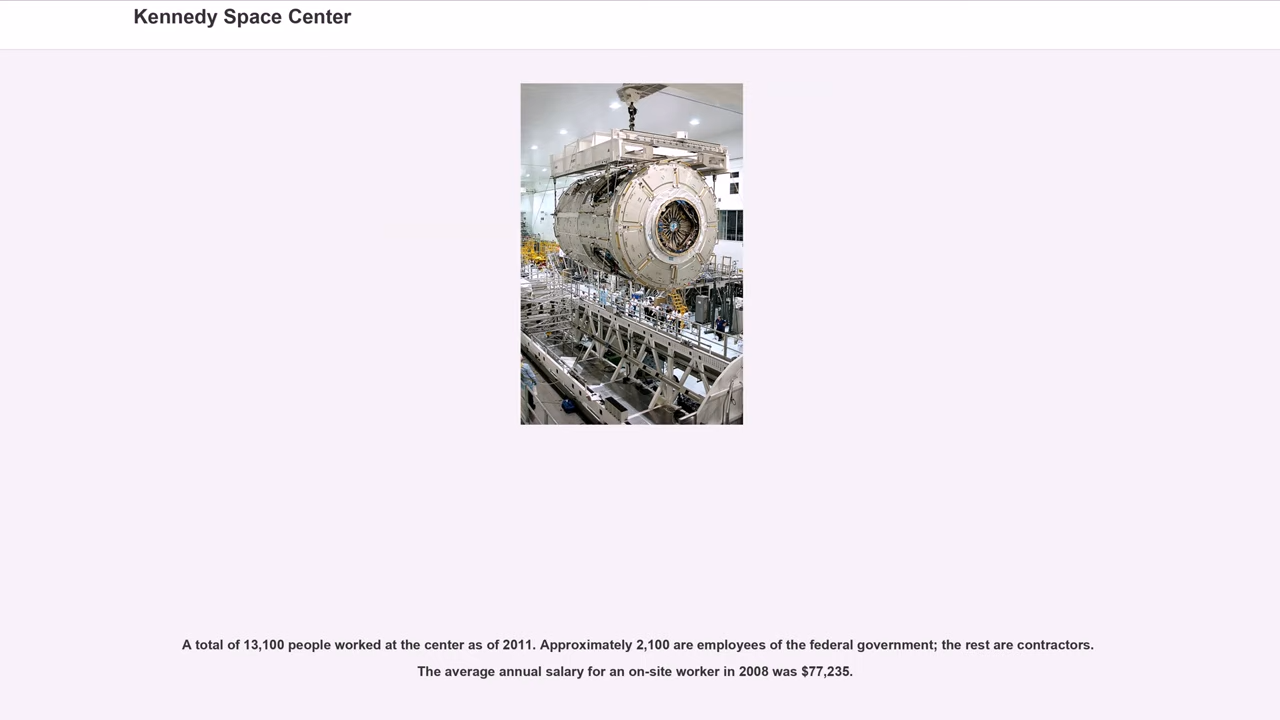 Kennedy Space Center
A total of 13,100 people worked at the center as of 2011. Approximately 2,100 are employees of the federal government; the rest are contractors.
The average annual salary for an on-site worker in 2008 was $77,235.